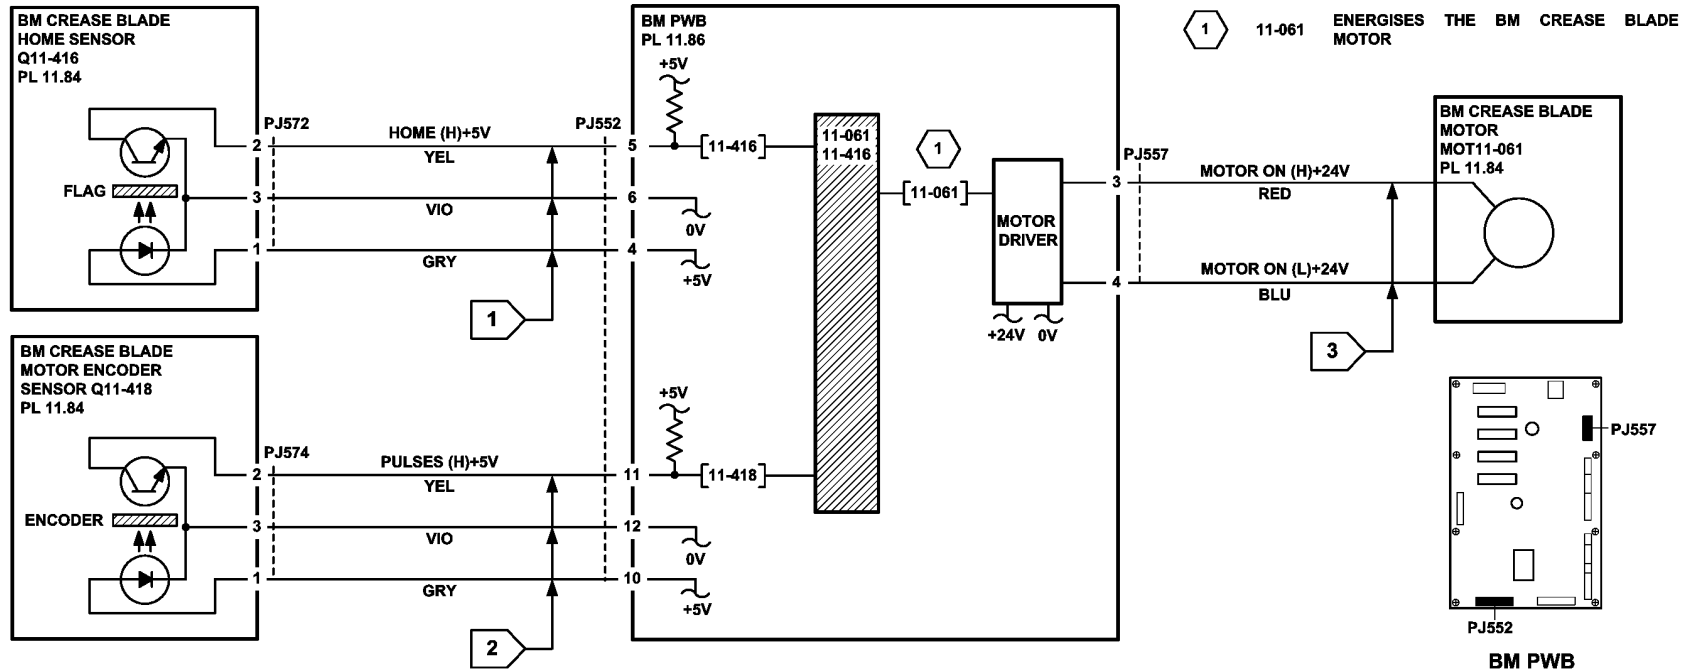 BM CREASE BLADE
HOME SENSOR
Q11-416
PL 11.84
PJ572
2
3
1
FLAG
HOME (H)+5V
YEL
VIO
GRY
1
PJ552
5
6
4
BM PWB
PL 11.86
+5V
[11-416]
0V
+5V
11-061
11-416
1
[11-061]
MOTOR
DRIVER
+24V 0V
PJ557
3
4
MOTOR ON (H)+24V
RED
MOTOR ON (L)+24V
BLU
3
1 11-061 ENERGISES THE BM CREASE BLADE
MOTOR
BM CREASE BLADE
MOTOR
MOT11-061
PL 11.84
BM CREASE BLADE
MOTOR ENCODER
SENSOR Q11-418
PL 11.84
PJ574
2
3
1
ENCODER
PULSES (H)+5V
YEL
VIO
GRY
2
11
12
10
+5V
[11-418]
0V
+5V
PJ557
PJ552
BM PWB